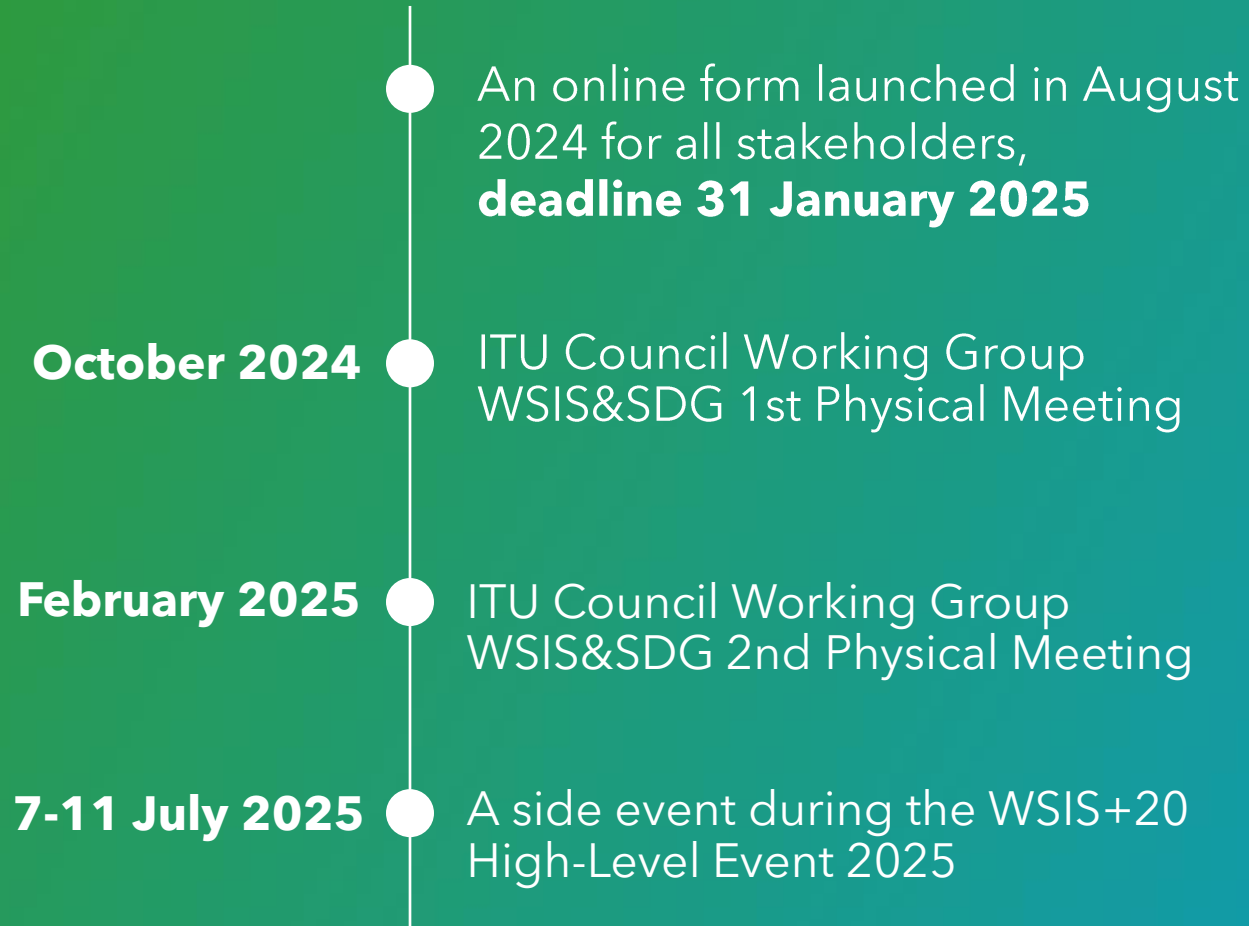 An online form launched in August
2024 for all stakeholders,
deadline 31 January 2025
October 2024
ITU Council Working Group
WSIS&SDG 1st Physical Meeting
February 2025
ITU Council Working Group
WSIS&SDG 2nd Physical Meeting
7-11 July 2025
A side event during the WSIS+20
High-Level Event 2025